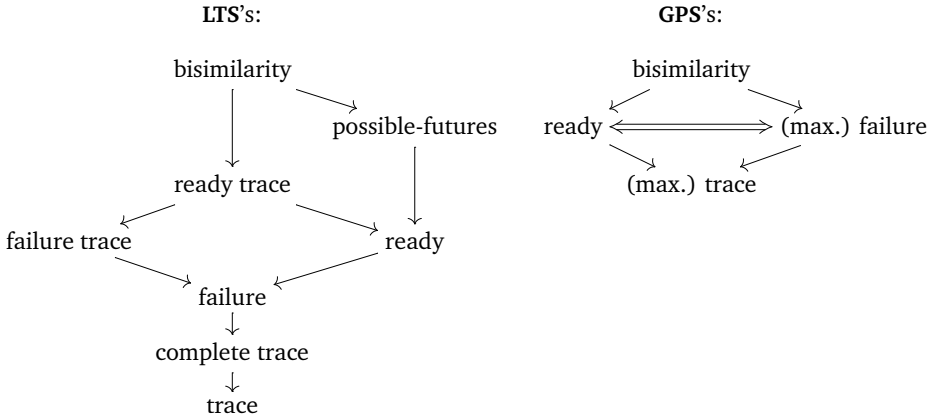 LTS's:
GPS's:
bisimilarity
bisimilarity
possible-futures
ready
(max.) failure
ready trace
(max.) trace
failure trace
ready
failure
complete trace
trace